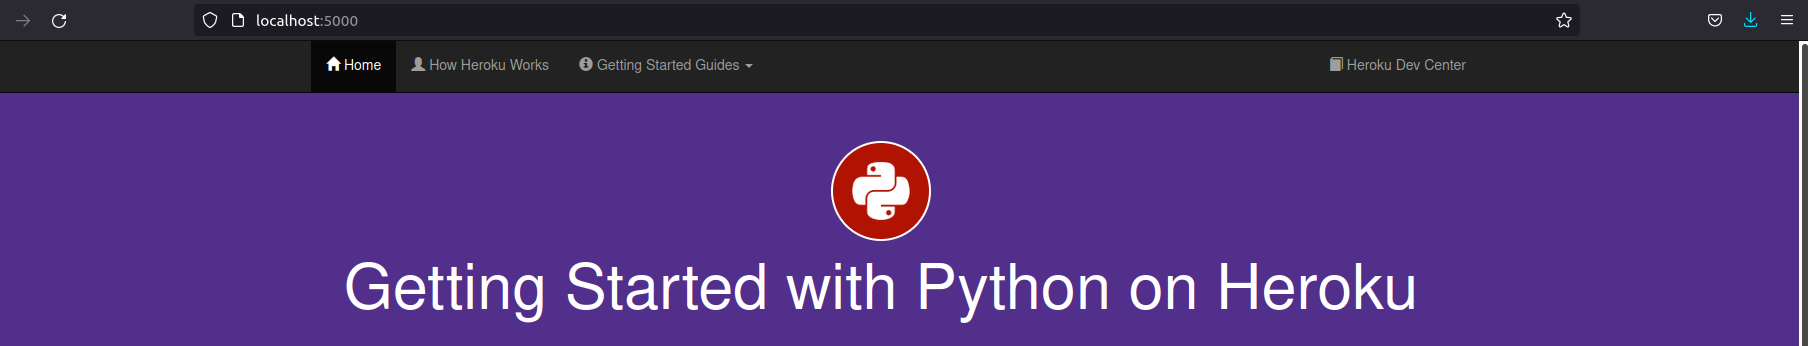 localhost:5000
Home How Heroku Works Getting Started Guides Heroku Dev Center
Getting Started with Python on Heroku